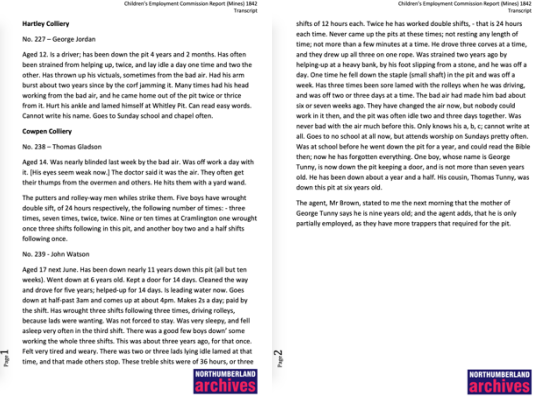 Children's Employment Commission Report (Mines) 1842
Transcript
Hartley Colliery
No. 227 – George Jordan
Aged 12. Is a driver; has been down the pit 4 years and 2 months. Has often
been strained from helping up, twice, and lay idle a day one time and two the
other. Has thrown up his victuals, sometimes from the bad air. Had his arm
burst about two years since by the corf jamming it. Many times had his head
working from the bad air, and he came home out of the pit twice or thrice
from it. Hurt his ankle and lamed himself at Whitley Pit. Can read easy words.
Cannot write his name. Goes to Sunday school and chapel often.
Cowpen Colliery
No. 238 – Thomas Gladson
Aged 14. Was nearly blinded last week by the bad air. Was off work a day with
it. [His eyes seem weak now.] The doctor said it was the air. They often get
their thumps from the overmen and others. He hits them with a yard wand.
The putters and rolley-way men whiles strike them. Five boys have wrought
double sift, of 24 hours respectively, the following number of times: - three
times, seven times, twice, twice. Nine or ten times at Cramlington one wrought
once three shifts following in this pit, and another boy two and a half shifts
following once.
No. 239 - John Watson
Aged 17 next June. Has been down nearly 11 years down this pit (all but ten
weeks). Went down at 6 years old. Kept a door for 14 days. Cleaned the way
and drove for five years; helped-up for 14 days. Is leading water now. Goes
down at half-past 3am and comes up at about 4pm. Makes 2s a day; paid by
the shift. Has wrought three shifts following three times, driving rolleys,
because lads were wanting. Was not forced to stay. Was very sleepy, and fell
asleep very often in the third shift. There was a good few boys down' some
working the whole three shifts. This was about three years ago, for that once.
Felt very tired and weary. There was two or three lads lying idle lamed at that
time, and that made others stop. These treble shits were of 36 hours, or three
Page 1
NORTHUMBERLAND
archives
Children's Employment Commission Report (Mines) 1842
Transcript
shifts of 12 hours each. Twice he has worked double shifts, - that is 24 hours
each time. Never came up the pits at these times; not resting any length of
time; not more than a few minutes at a time. He drove three corves at a time,
and they drew up all three on one rope. Was strained two years ago by
helping-up at a heavy bank, by his foot slipping from a stone, and he was off a
day. One time he fell down the staple (small shaft) in the pit and was off a
week. Has three times been sore lamed with the rolleys when he was driving,
and was off two or three days at a time. The bad air had made him bad about
six or seven weeks ago. They have changed the air now, but nobody could
work in it then, and the pit was often idle two and three days together. Was
never bad with the air much before this. Only knows his a, b, c; cannot write at
all. Goes to no school at all now, but attends worship on Sundays pretty often.
Was at school before he went down the pit for a year, and could read the Bible
then; now he has forgotten everything. One boy, whose name is George
Tunny, is now down the pit keeping a door, and is not more than seven years
old. He has been down about a year and a half. His cousin, Thomas Tunny, was
down this pit at six years old.
The agent, Mr Brown, stated to me the next morning that the mother of
George Tunny says he is nine years old; and the agent adds, that he is only
partially employed, as they have more trappers that required for the pit.
Page 2
NORTHUMBERLAND
archives